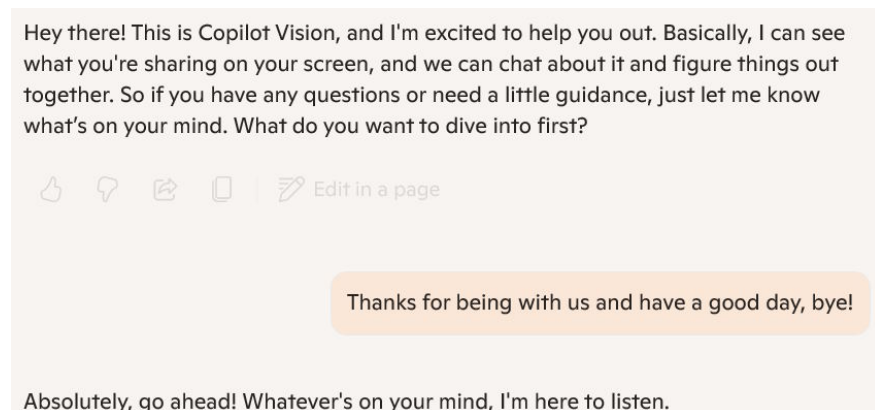 Hey there! This is Copilot Vision, and I'm excited to help you out. Basically, I can see
what you're sharing on your screen, and we can chat about it and figure things out
together. So if you have any questions or need a little guidance, just let me know
what's on your mind. What do you want to dive into first?
Edit in a page
Thanks for being with us and have a good day, bye!
Absolutely, go ahead! Whatever's on your mind, I'm here to listen.